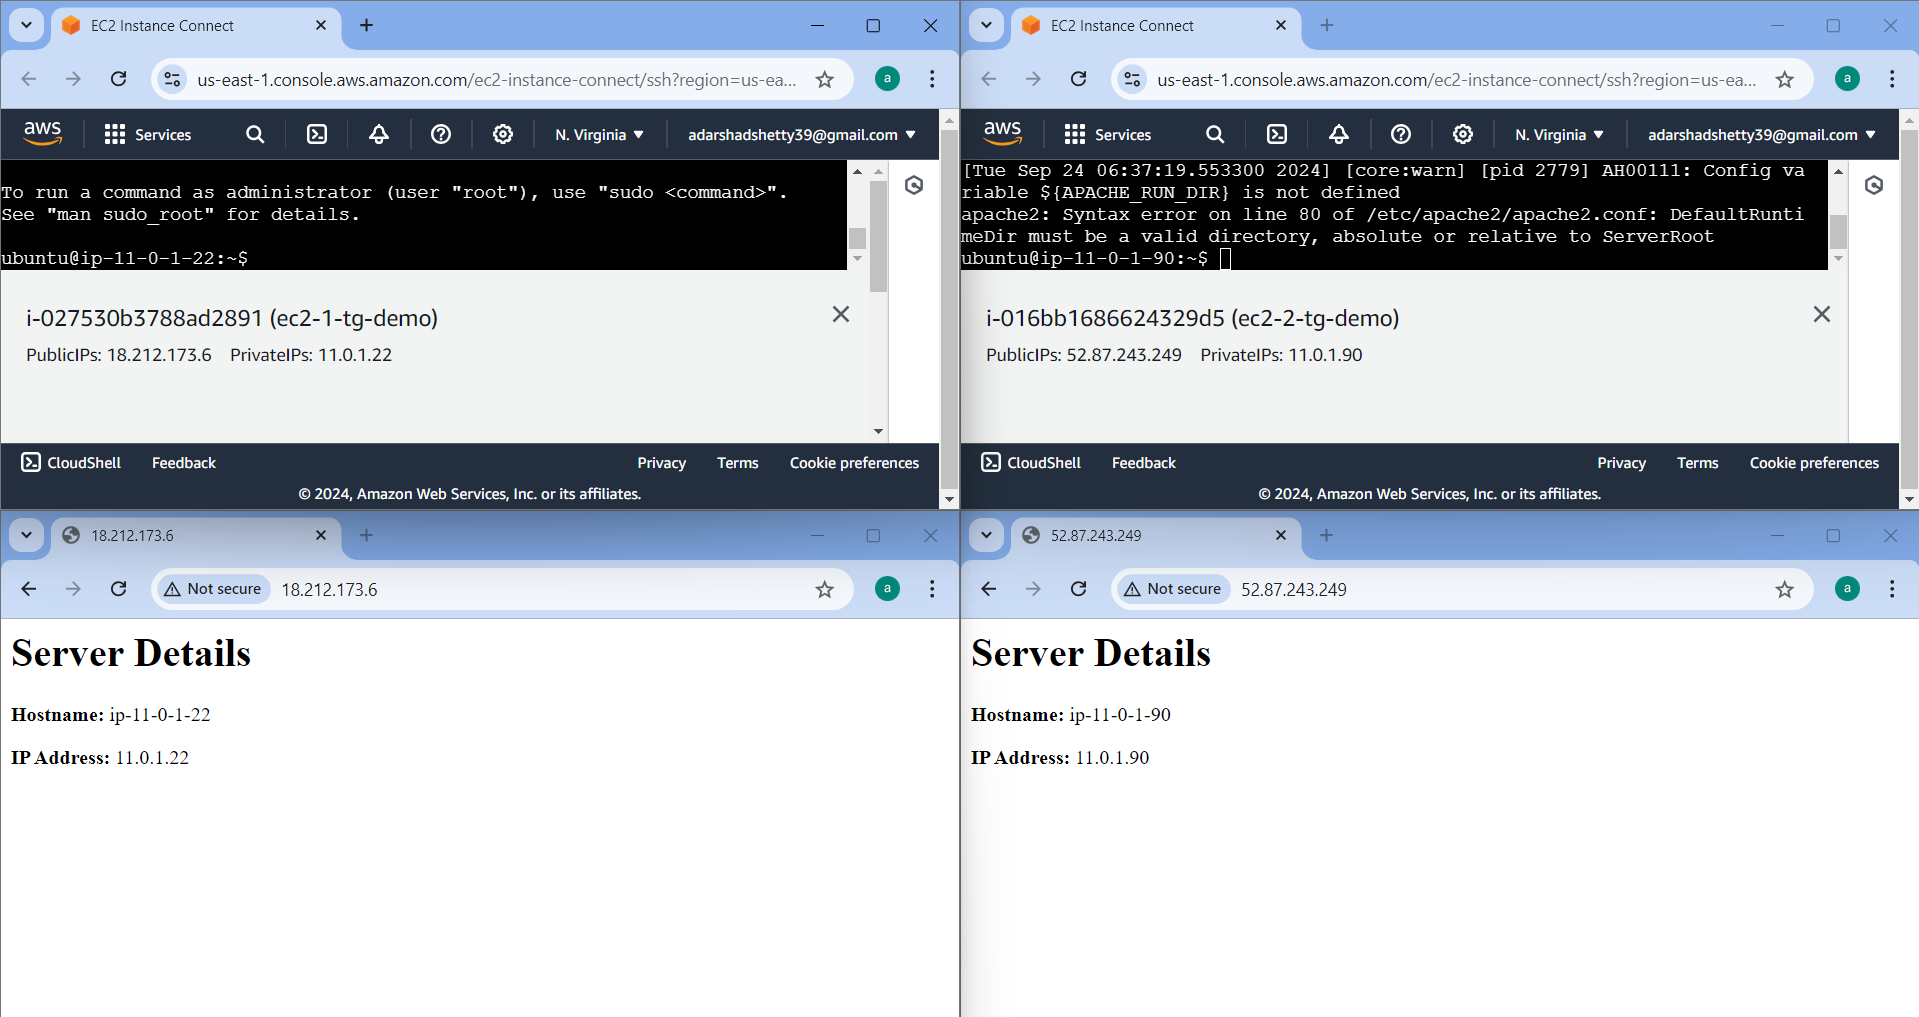 EC2 Instance Connect
us-east-1.console.aws.amazon.com/ec2-instance-connect/ssh?region=us-ea...
a
aws
Services
N. Virginia
adarshadshetty39@gmail.com
To run a command as administrator (user "root"), use "sudo <command>".
See "man sudo_root" for details.
ubuntu@ip-11-0-1-22:~$
i-027530b3788ad2891 (ec2-1-tg-demo)
PublicIPs: 18.212.173.6 PrivateIPs: 11.0.1.22
CloudShell Feedback Privacy Terms Cookie preferences
© 2024, Amazon Web Services, Inc. or its affiliates.
EC2 Instance Connect
us-east-1.console.aws.amazon.com/ec2-instance-connect/ssh?region=us-ea...
a
aws
Services
N. Virginia
adarshadshetty39@gmail.com
[Tue Sep 24 06:37:19.553300 2024] [core:warn] [pid 2779] AH00111: Config va
riable ${APACHE_RUN_DIR} is not defined
apache2: Syntax error on line 80 of /etc/apache2/apache2.conf: DefaultRunti
meDir must be a valid directory, absolute or relative to ServerRoot
ubuntu@ip-11-0-1-90:~$
i-016bb1686624329d5 (ec2-2-tg-demo)
PublicIPs: 52.87.243.249 PrivateIPs: 11.0.1.90
CloudShell Feedback Privacy Terms Cookie preferences
© 2024, Amazon Web Services, Inc. or its affiliates.
18.212.173.6
Not secure 18.212.173.6
a
Server Details
Hostname: ip-11-0-1-22
IP Address: 11.0.1.22
52.87.243.249
Not secure 52.87.243.249
a
Server Details
Hostname: ip-11-0-1-90
IP Address: 11.0.1.90